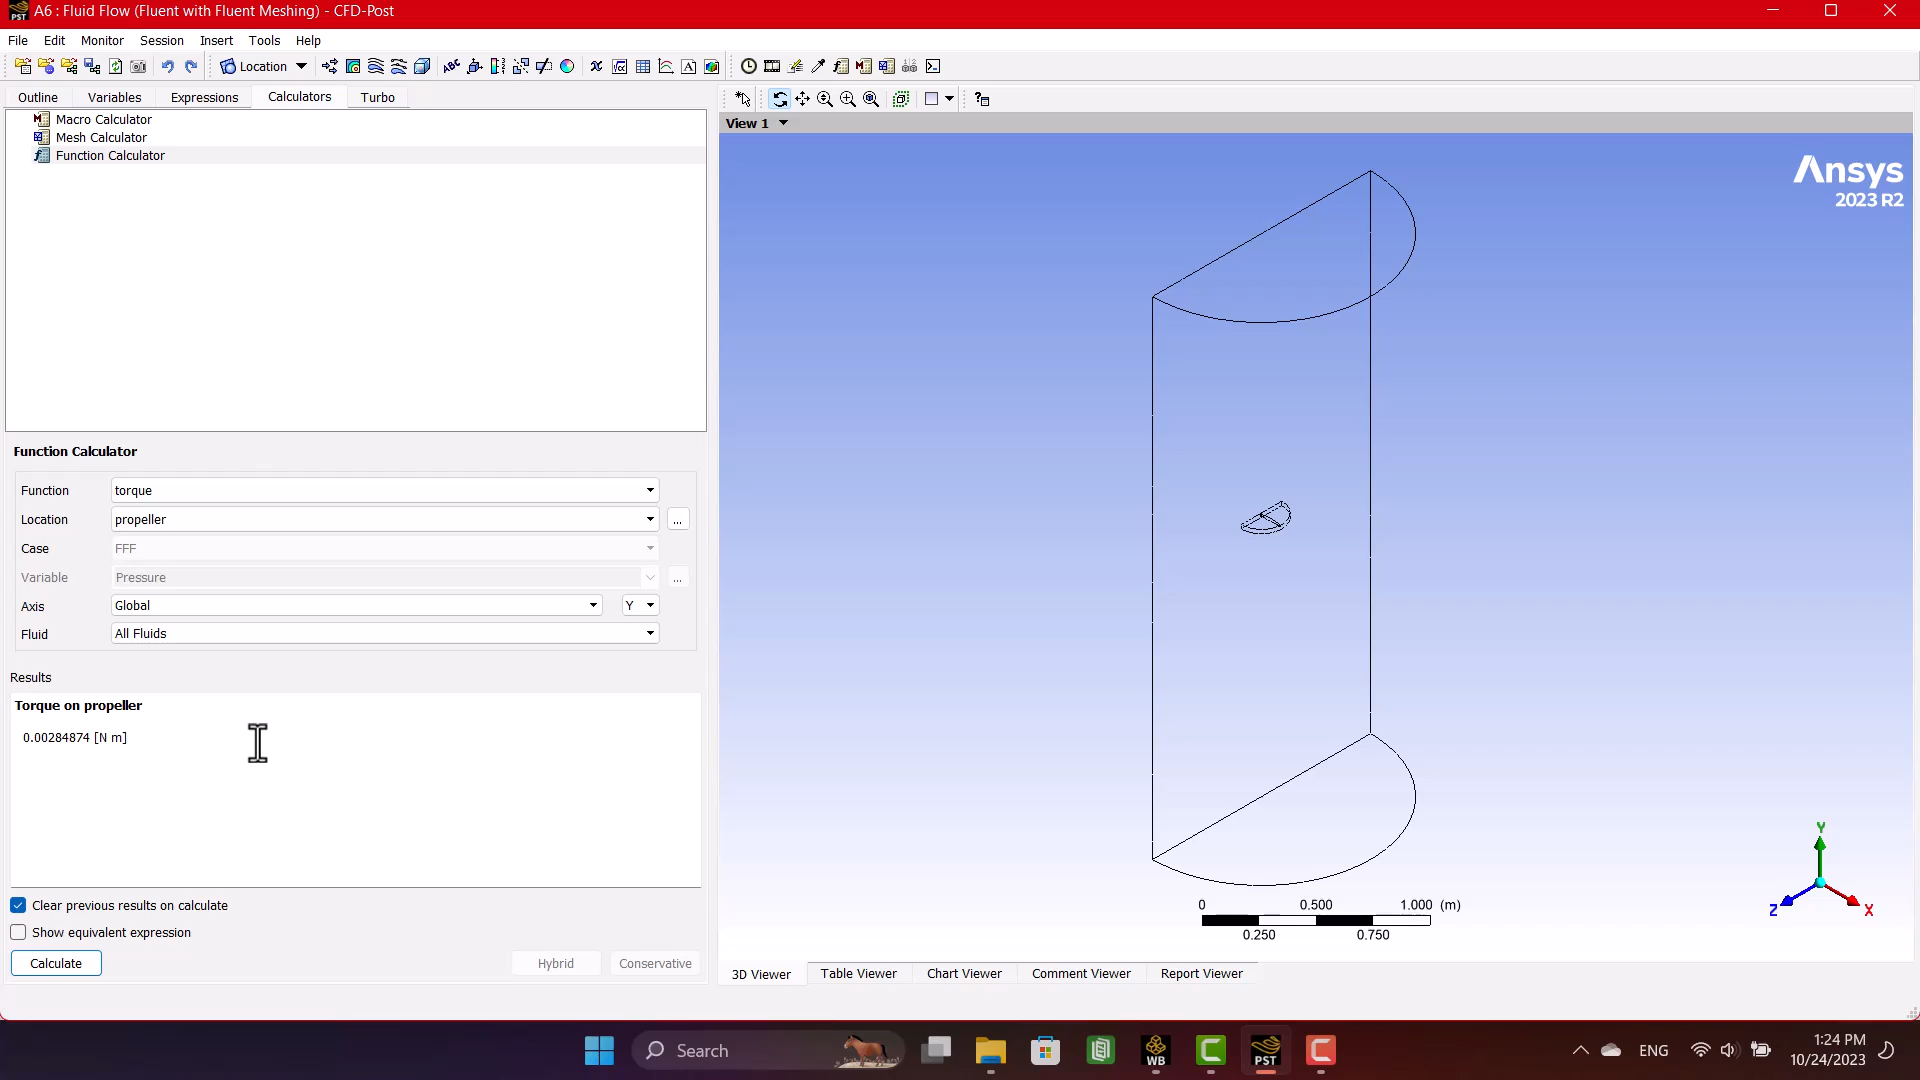 A6 : Fluid Flow (Fluent with Fluent Meshing) - CFD-Post
File Edit Monitor Session Insert Tools Help
Location
Outline Variables Expressions Calculators Turbo
Macro Calculator
Mesh Calculator
Function Calculator
View 1
Ansys
2023 R2
Function Calculator
Function torque
Location propeller ...
Case FFF
Variable Pressure ...
Axis Global Y
Fluid All Fluids
Results
Torque on propeller
0.00284874 [N m]
Clear previous results on calculate
Show equivalent expression
Calculate Hybrid Conservative
0 0.500 1.000 (m)
0.250 0.750
Y
Z X
3D Viewer Table Viewer Chart Viewer Comment Viewer Report Viewer
Search
WB
PST
ENG
1:24 PM
10/24/2023